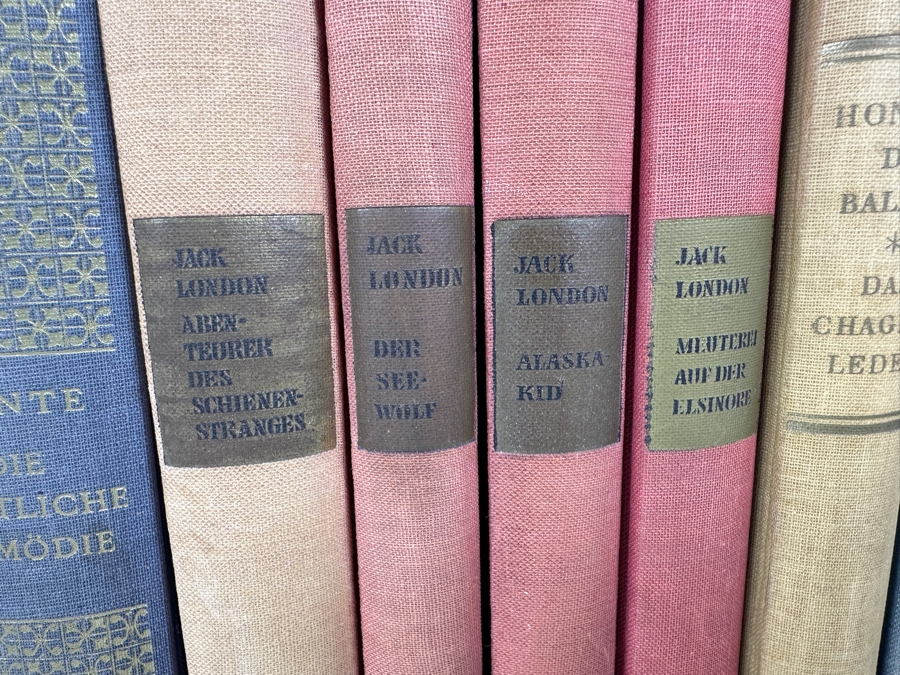 NTE
DIE
TLICHE
MÖDIE
JACK
LONDON
ABEN-
TEURER
DES
SCHIENEN-
STRANGES
JACK
LONDON
DER
SEE-
WOLF
JACK
LONDON
ALASKA
KID
JACK
LONDON
MEUTEREI
AUF DER
ELSINORE
HON
D
BAL
*
DA
CHAG
LEDE